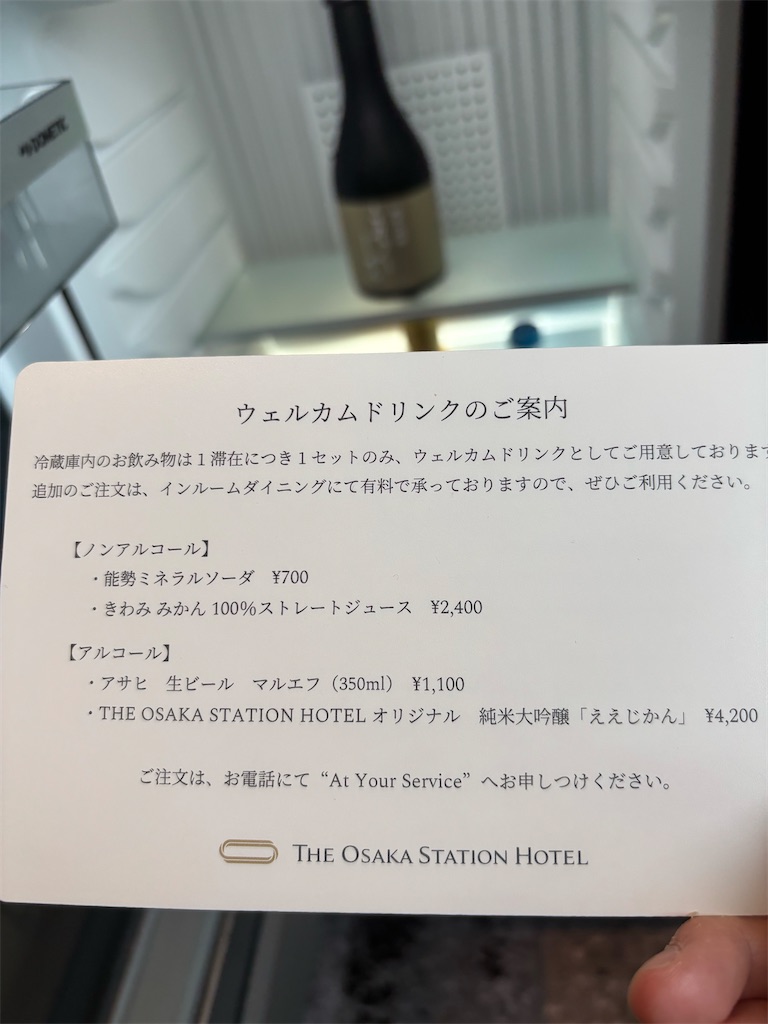 DOMETIC
ウェルカムドリンクのご案内
冷蔵庫内のお飲み物は1滞在につき1セットのみ、ウェルカムドリンクとしてご用意しております
追加のご注文は、インルームダイニングにて有料で承っておりますので、ぜひご利用ください。
【ノンアルコール】
・能勢ミネラルソーダ ¥700
・きわみ みかん 100%ストレートジュース ¥2,400
【アルコール】
・アサヒ 生ビール マルエフ（350ml） ¥1,100
・THE OSAKA STATION HOTEL オリジナル 純米大吟醸「ええじかん」 ¥4,200
ご注文は、お電話にて “At Your Service” へお申しつけください。
THE OSAKA STATION HOTEL